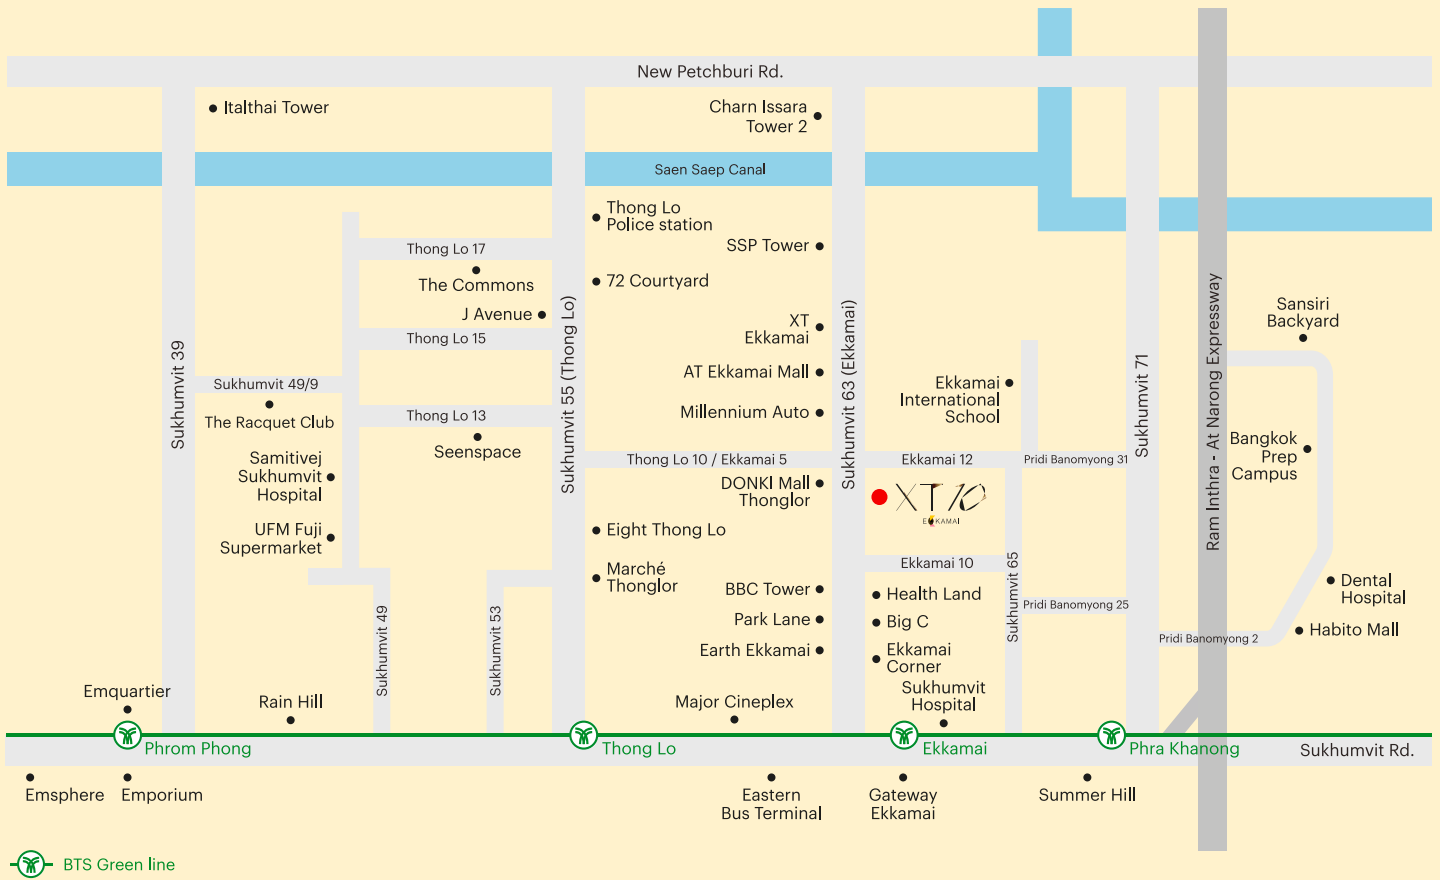 New Petchburi Rd.
Italthai Tower
Charn Issara
Tower 2
Saen Saep Canal
Thong Lo
Police station
SSP Tower
Thong Lo 17
The Commons
72 Courtyard
J Avenue
XT
Ekkamai
Sansiri
Backyard
Thong Lo 15
Sukhumvit 39
Sukhumvit 55 (Thong Lo)
Sukhumvit 63 (Ekkamai)
Sukhumvit 71
Ram Inthra - At Narong Expressway
AT Ekkamai Mall
Sukhumvit 49/9
Ekkamai
International
School
The Racquet Club
Thong Lo 13
Millennium Auto
Seenspace
Bangkok
Prep
Campus
Samitivej
Sukhumvit
Hospital
Thong Lo 10 / Ekkamai 5
Ekkamai 12
Pridi Banomyong 31
DONKI Mall
Thonglor
XT 10
EKKAMAI
UFM Fuji
Supermarket
Eight Thong Lo
Ekkamai 10
Marché
Thonglor
BBC Tower
Health Land
Dental
Hospital
Sukhumvit 49
Sukhumvit 53
Sukhumvit 65
Pridi Banomyong 25
Park Lane
Big C
Habito Mall
Pridi Banomyong 2
Earth Ekkamai
Ekkamai
Corner
Emquartier
Rain Hill
Major Cineplex
Sukhumvit
Hospital
Phrom Phong
Thong Lo
Ekkamai
Phra Khanong
Sukhumvit Rd.
Emsphere
Emporium
Eastern
Bus Terminal
Gateway
Ekkamai
Summer Hill
BTS Green line